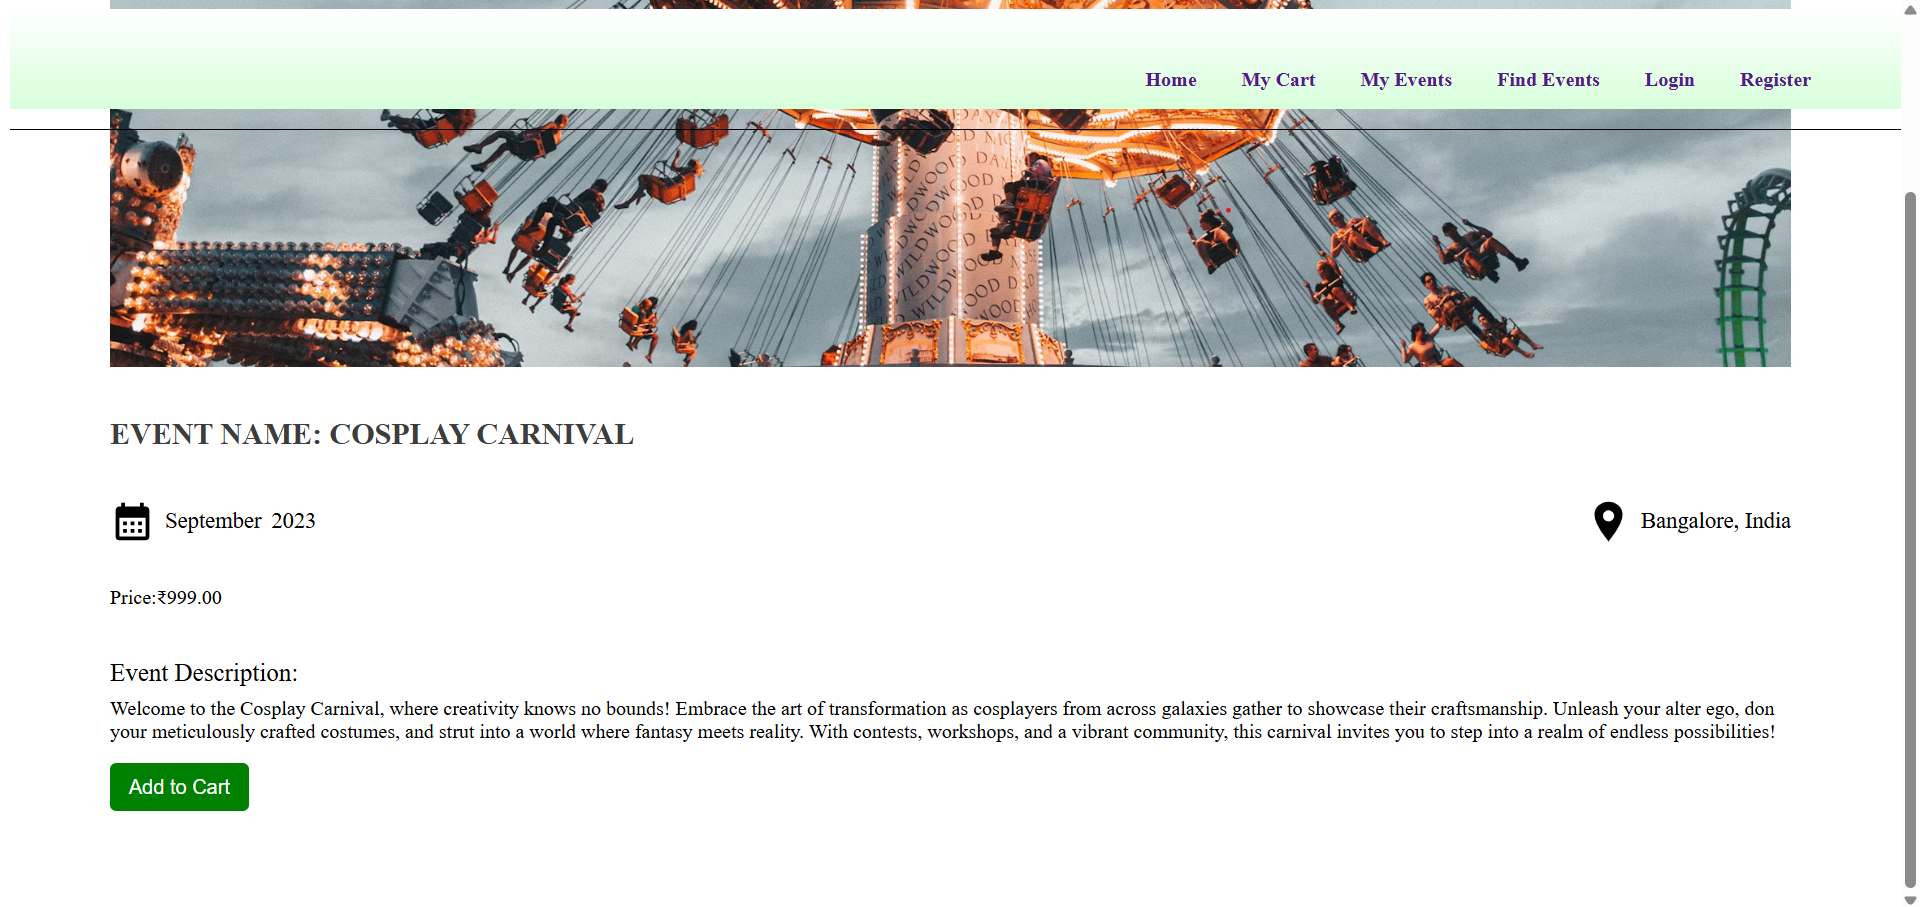 Home My Cart My Events Find Events Login Register
WILDWOOD DAYS
EVENT NAME: COSPLAY CARNIVAL
September 2023 Bangalore, India
Price:₹999.00
Event Description:
Welcome to the Cosplay Carnival, where creativity knows no bounds! Embrace the art of transformation as cosplayers from across galaxies gather to showcase their craftsmanship. Unleash your alter ego, don
your meticulously crafted costumes, and strut into a world where fantasy meets reality. With contests, workshops, and a vibrant community, this carnival invites you to step into a realm of endless possibilities!
Add to Cart